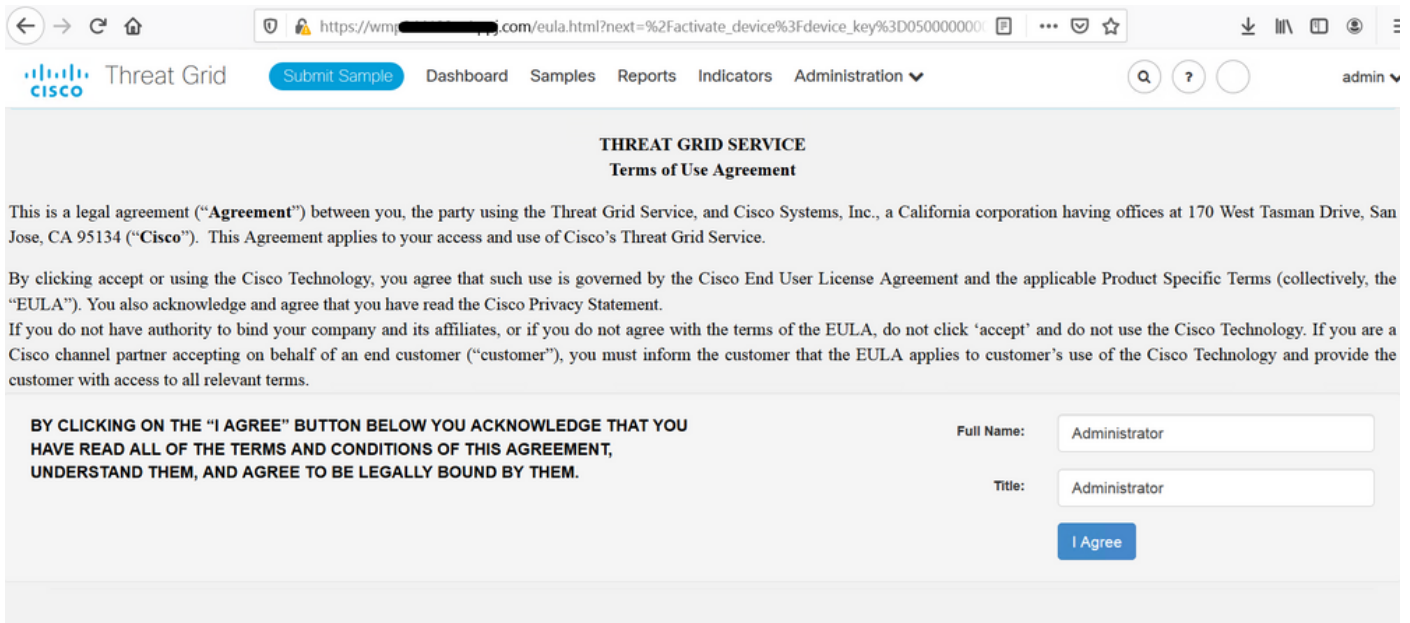 https://wmp .com/eula.html?next=%2Factivate_device%3Fdevice_key%3D050000000
CISCO Threat Grid Submit Sample Dashboard Samples Reports Indicators Administration ? admin
THREAT GRID SERVICE
Terms of Use Agreement
This is a legal agreement (“Agreement”) between you, the party using the Threat Grid Service, and Cisco Systems, Inc., a California corporation having offices at 170 West Tasman Drive, San
Jose, CA 95134 (“Cisco”). This Agreement applies to your access and use of Cisco’s Threat Grid Service.
By clicking accept or using the Cisco Technology, you agree that such use is governed by the Cisco End User License Agreement and the applicable Product Specific Terms (collectively, the
“EULA”). You also acknowledge and agree that you have read the Cisco Privacy Statement.
If you do not have authority to bind your company and its affiliates, or if you do not agree with the terms of the EULA, do not click ‘accept’ and do not use the Cisco Technology. If you are a
Cisco channel partner accepting on behalf of an end customer (“customer”), you must inform the customer that the EULA applies to customer’s use of the Cisco Technology and provide the
customer with access to all relevant terms.
BY CLICKING ON THE “I AGREE” BUTTON BELOW YOU ACKNOWLEDGE THAT YOU
HAVE READ ALL OF THE TERMS AND CONDITIONS OF THIS AGREEMENT,
UNDERSTAND THEM, AND AGREE TO BE LEGALLY BOUND BY THEM.
Full Name: Administrator
Title: Administrator
I Agree